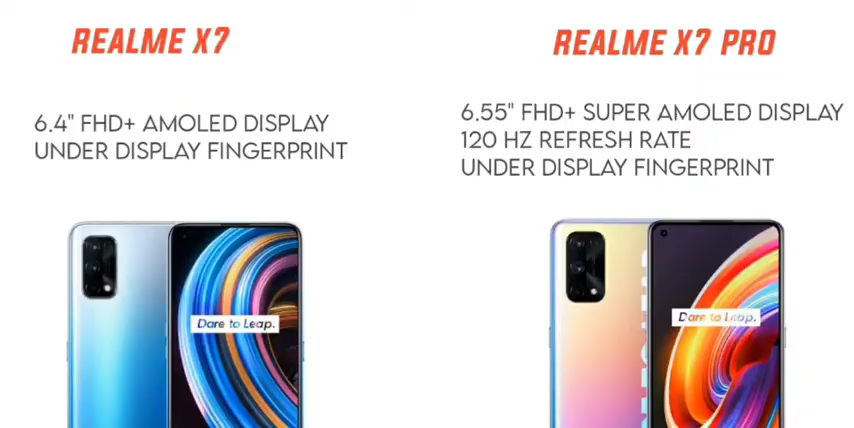 REALME X7
6.4" FHD+ AMOLED DISPLAY
UNDER DISPLAY FINGERPRINT
Dare to Leap.
REALME X7 PRO
6.55" FHD+ SUPER AMOLED DISPLAY
120 HZ REFRESH RATE
UNDER DISPLAY FINGERPRINT
Dare to Leap.